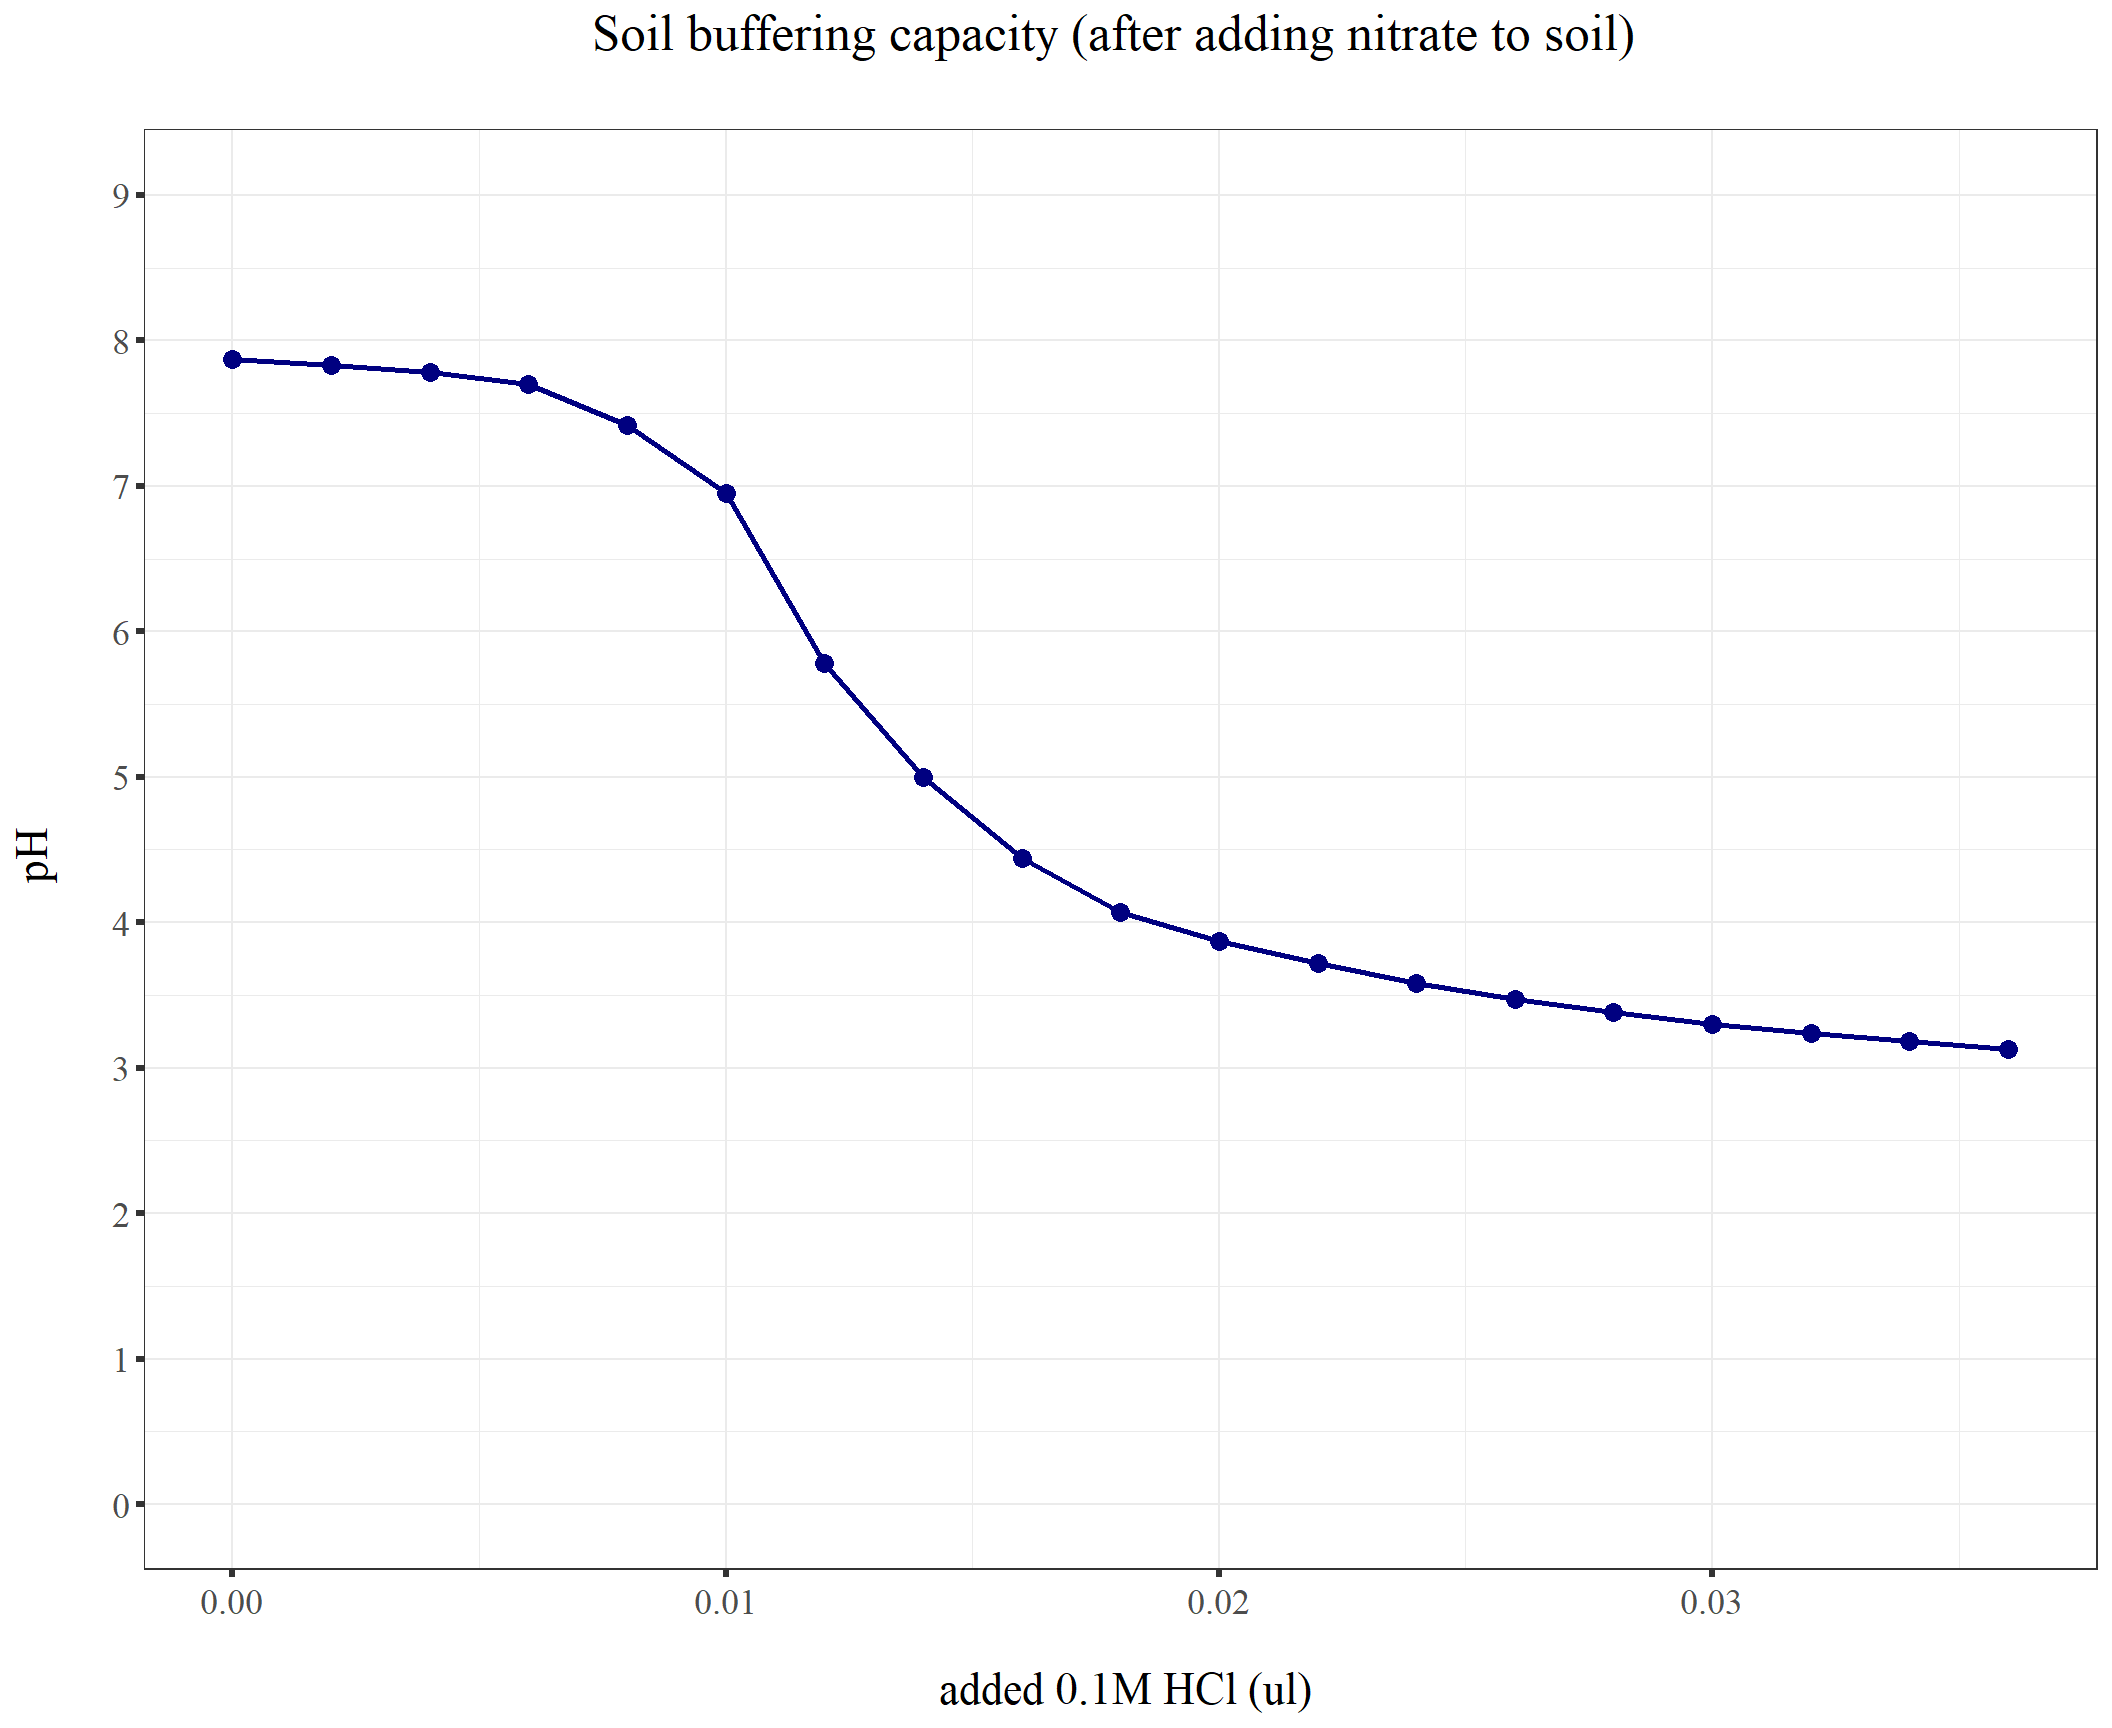 Soil buffering capacity (after adding nitrate to soil)
9
8
7
6
5
4
3
2
1
0
pH
0.00 0.01 0.02 0.03
added 0.1M HCl (ul)